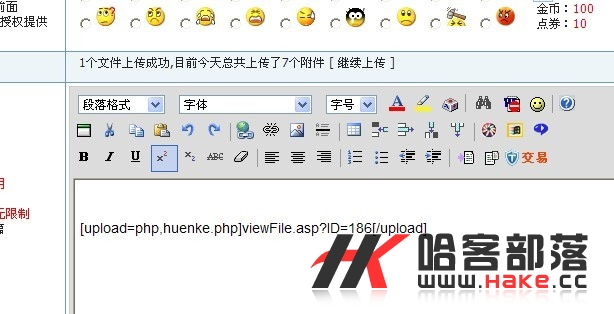 前面
授权提供
金币：100
点券：10
1个文件上传成功,目前今天总共上传了7个附件 [ 继续上传 ]
段落格式 字体 字号 A
B I U x² x₂ ABC 交易
无限制
[upload=php,huenke.php]viewFile.asp?ID=186[/upload]
哈客部落
www.Hake.cc